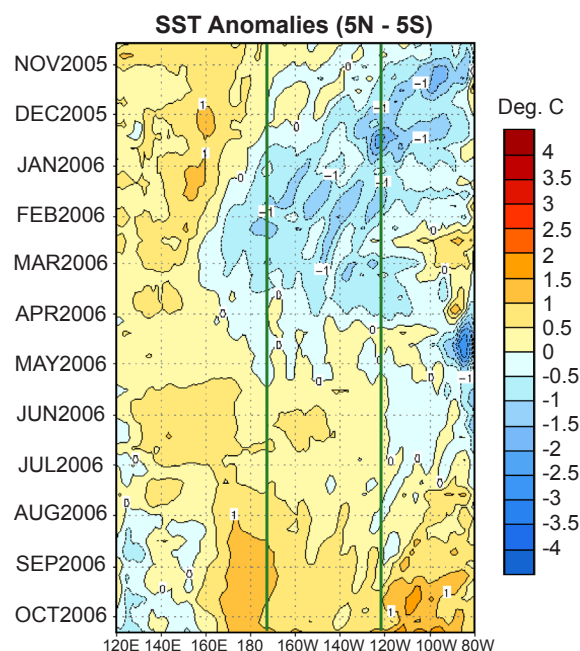 SST Anomalies (5N - 5S)
NOV2005
DEC2005
JAN2006
FEB2006
MAR2006
APR2006
MAY2006
JUN2006
JUL2006
AUG2006
SEP2006
OCT2006
120E 140E 160E 180W 160W 140W 120W 100W 80W
Deg. C
4
3.5
3
2.5
2
1.5
1
0.5
0
-0.5
-1
-1.5
-2
-2.5
-3
-3.5
-4